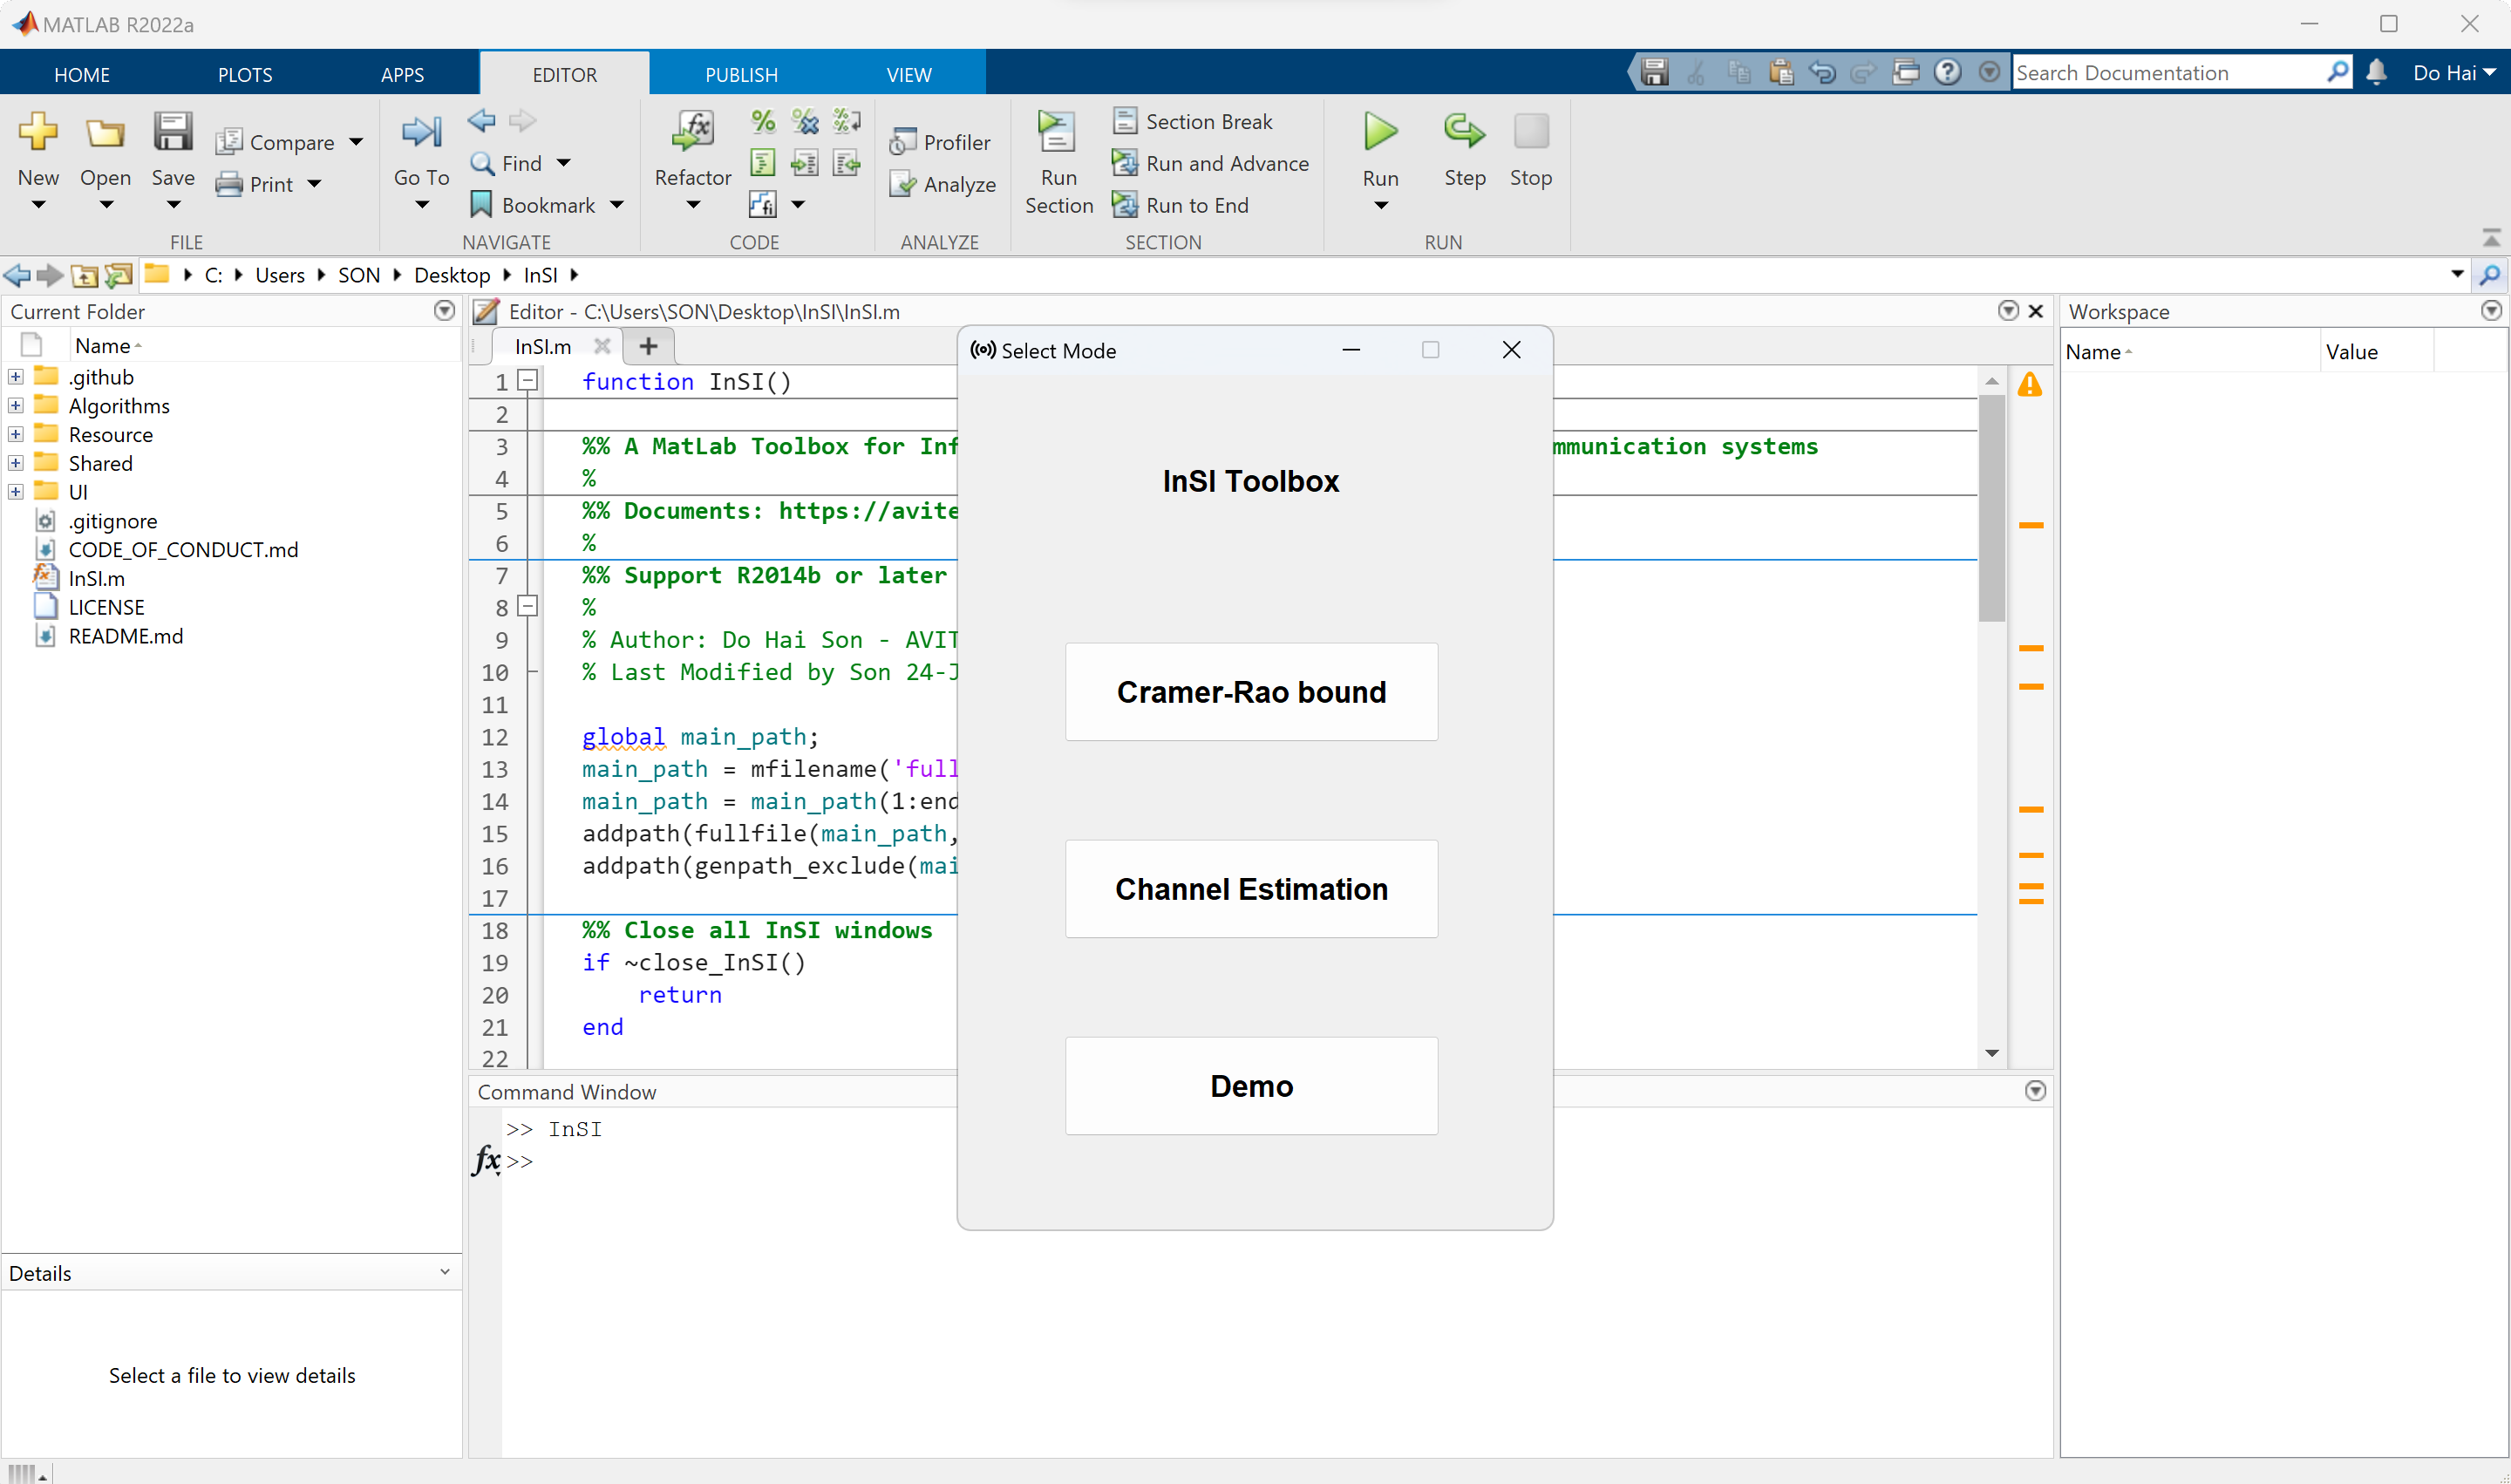 MATLAB R2022a
HOME PLOTS APPS EDITOR PUBLISH VIEW
Search Documentation
Do Hai
New
Open
Save
Compare
Print
FILE
Go To
Find
Bookmark
NAVIGATE
Refactor
CODE
Profiler
Analyze
ANALYZE
Run
Section
Section Break
Run and Advance
Run to End
SECTION
Run
Step
Stop
RUN
C: Users SON Desktop InSI
Current Folder
Name
.github
Algorithms
Resource
Shared
UI
.gitignore
CODE_OF_CONDUCT.md
InSI.m
LICENSE
README.md
Details
Select a file to view details
Editor - C:\Users\SON\Desktop\InSI\InSI.m
InSI.m
1 function InSI()
2
3 %% A MatLab Toolbox for Inf mmunication systems
4 %
5 %% Documents: https://avite
6 %
7 %% Support R2014b or later
8 %
9 % Author: Do Hai Son - AVIT
10 % Last Modified by Son 24-J
11
12 global main_path;
13 main_path = mfilename('full
14 main_path = main_path(1:end
15 addpath(fullfile(main_path,
16 addpath(genpath_exclude(mai
17
18 %% Close all InSI windows
19 if ~close_InSI()
20 return
21 end
22
Command Window
>> InSI
fx >>
Select Mode
InSI Toolbox
Cramer-Rao bound
Channel Estimation
Demo
Workspace
Name Value